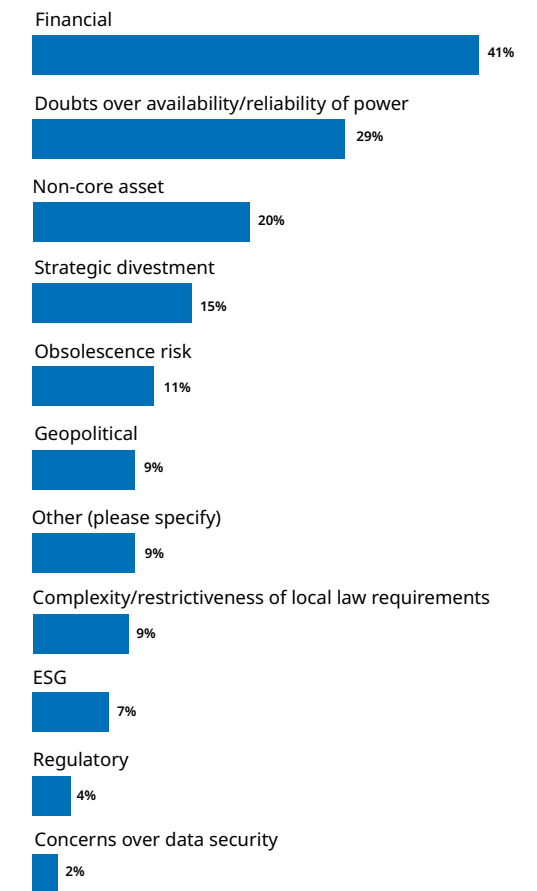 Financial
41%
Doubts over availability/reliability of power
29%
Non-core asset
20%
Strategic divestment
15%
Obsolescence risk
11%
Geopolitical
9%
Other (please specify)
9%
Complexity/restrictiveness of local law requirements
9%
ESG
7%
Regulatory
4%
Concerns over data security
2%